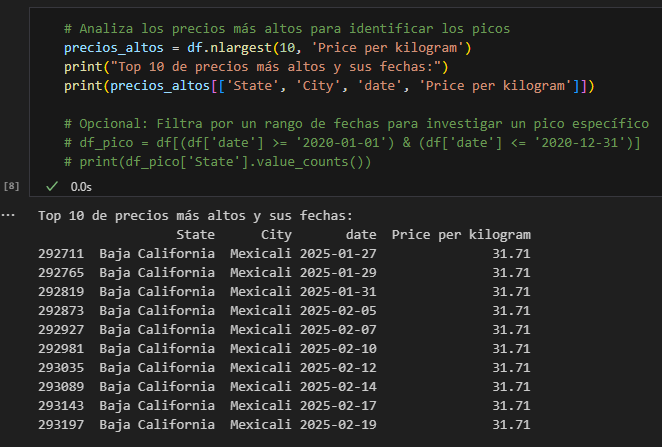 # Analiza los precios más altos para identificar los picos
precios_altos = df.nlargest(10, 'Price per kilogram')
print("Top 10 de precios más altos y sus fechas:")
print(precios_altos[['State', 'City', 'date', 'Price per kilogram']])
# Opcional: Filtra por un rango de fechas para investigar un pico específico
# df_pico = df[(df['date'] >= '2020-01-01') & (df['date'] <= '2020-12-31')]
# print(df_pico['State'].value_counts())
[8] ✓ 0.0s
... Top 10 de precios más altos y sus fechas:
State City date Price per kilogram
292711 Baja California Mexicali 2025-01-27 31.71
292765 Baja California Mexicali 2025-01-29 31.71
292819 Baja California Mexicali 2025-01-31 31.71
292873 Baja California Mexicali 2025-02-05 31.71
292927 Baja California Mexicali 2025-02-07 31.71
292981 Baja California Mexicali 2025-02-10 31.71
293035 Baja California Mexicali 2025-02-12 31.71
293089 Baja California Mexicali 2025-02-14 31.71
293143 Baja California Mexicali 2025-02-17 31.71
293197 Baja California Mexicali 2025-02-19 31.71